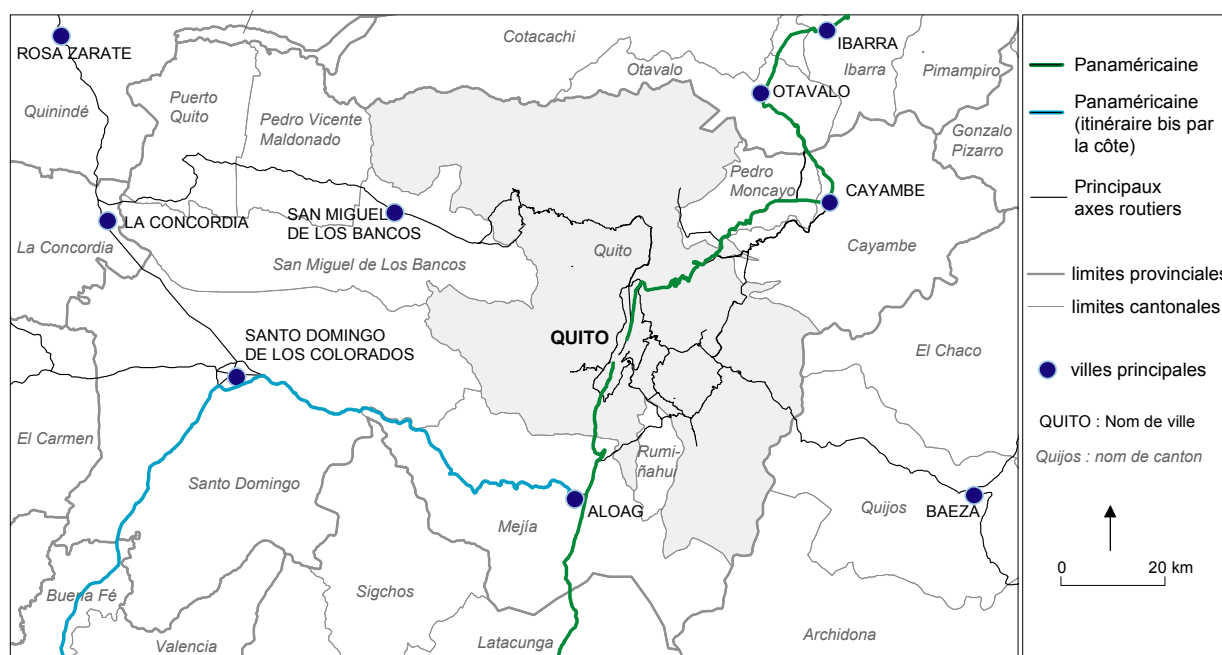 Cotacachi
ROSA ZARATE
IBARRA
Otavalo
Ibarra
Pimampiro
Quinindé
Puerto
Quito
OTAVALO
Pedro Vicente
Maldonado
Gonzalo
Pizarro
Pedro
Moncayo
CAYAMBE
LA CONCORDIA
SAN MIGUEL
DE LOS BANCOS
La Concordia
San Miguel de Los Bancos
Quito
Cayambe
SANTO DOMINGO
DE LOS COLORADOS
QUITO
El Chaco
El Carmen
Santo Domingo
Rumi-
ñahui
Mejía
ALOAG
Quijos
BAEZA
Buena Fé
Sigchos
Valencia
Latacunga
Archidona
Panaméricaine
Panaméricaine
(itinéraire bis par
la côte)
Principaux
axes routiers
limites provinciales
limites cantonales
villes principales
QUITO : Nom de ville
Quijos : nom de canton
0 20 km